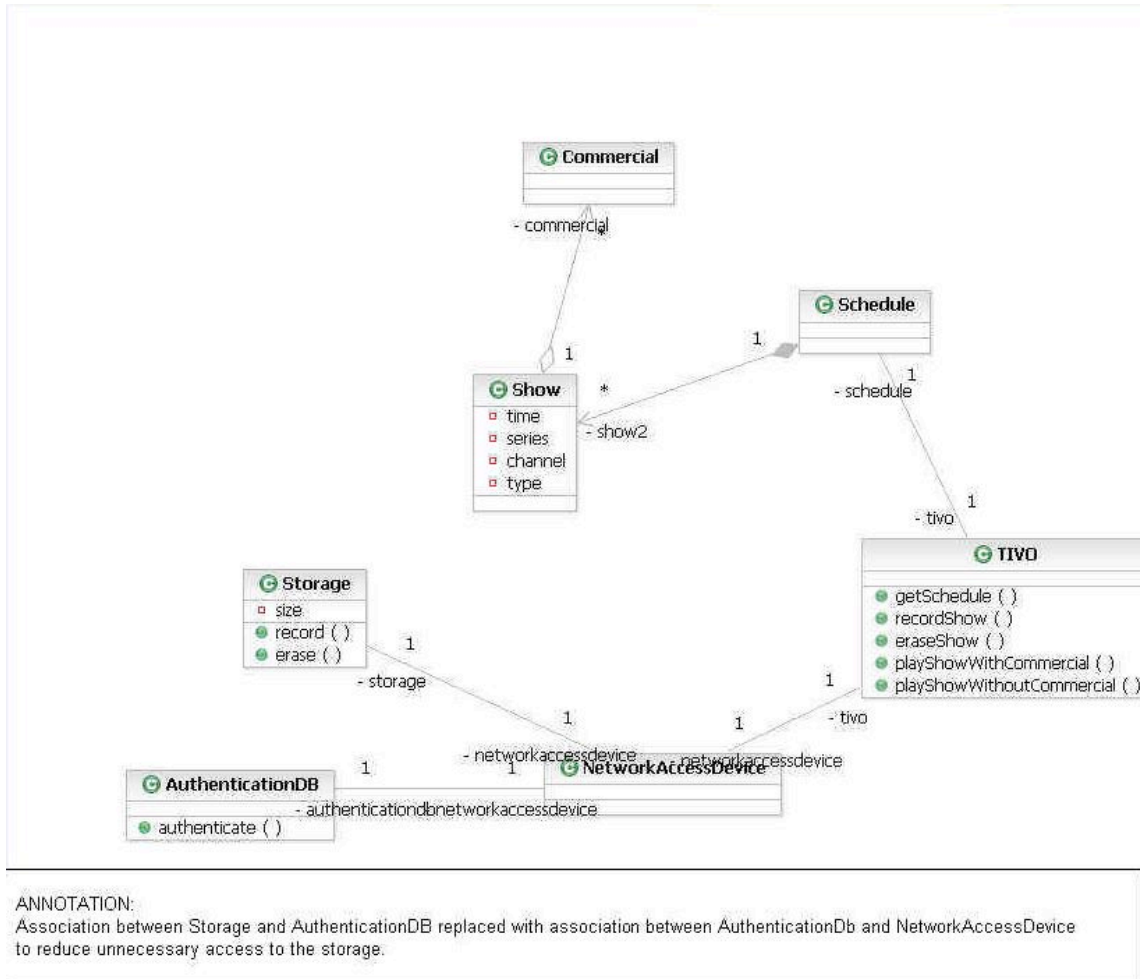 Commercial
- commercial
*
Schedule
1
1
1
Show
*
- schedule
time
- show2
series
channel
type
1
- tivo
TIVO
Storage
getSchedule ( )
size
recordShow ( )
record ( )
1
eraseShow ( )
erase ( )
playShowWithCommercial ( )
- storage
1
playShowWithoutCommercial ( )
1
1
- tivo
- networkaccessdevice
- networkaccessdevice
AuthenticationDB
1
1
NetworkAccessDevice
- authenticationdbnetworkaccessdevice
authenticate ( )
ANNOTATION:
Association between Storage and AuthenticationDB replaced with association between AuthenticationDb and NetworkAccessDevice
to reduce unnecessary access to the storage.